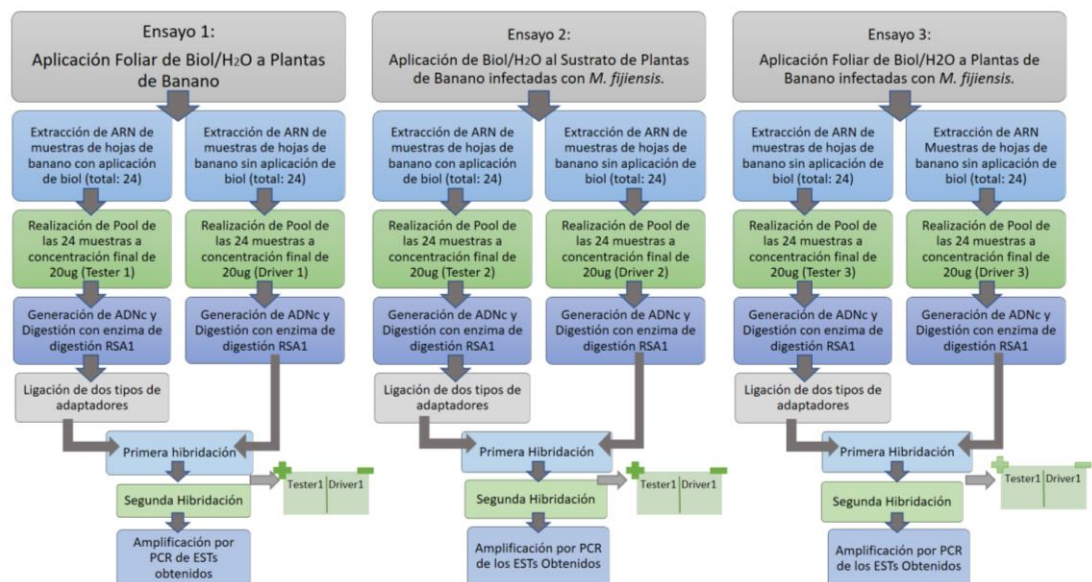 Ensayo 1:
Aplicación Foliar de Biol/H2O a Plantas
de Banano
Extracción de ARN de
muestras de hojas de
banano con aplicación
de biol (total: 24)
Extracción de ARN de
muestras de hojas de
banano sin aplicación de
biol (total: 24)
Realización de Pool de
las 24 muestras a
concentración final de
20ug (Tester 1)
Realización de Pool de
las 24 muestras a
concentración final de
20ug (Driver 1)
Generación de ADNc y
Digestión con enzima de
digestión RSA1
Generación de ADNc y
Digestión con enzima de
digestión RSA1
Ligación de dos tipos de
adaptadores
Primera hibridación
Segunda Hibridación
Tester1 Driver1
Amplificación por
PCR de ESTs
obtenidos
Ensayo 2:
Aplicación de Biol/H2O al Sustrato de Plantas
de Banano infectadas con M. fijiensis.
Extracción de ARN de
muestras de hojas de
banano con aplicación de
biol (total: 24)
Extracción de ARN de
muestras de hojas de
banano sin aplicación de
biol (total: 24)
Realización de Pool de
las 24 muestras a
concentración final de
20ug (Tester 2)
Realización de Pool de
las 24 muestras a
concentración final de
20ug (Driver 2)
Generación de ADNc y
Digestión con enzima de
digestión RSA1
Generación de ADNc y
Digestión con enzima de
digestión RSA1
Ligación de dos tipos de
adaptadores
Primera Hibridación
Segunda Hibridación
Tester1 Driver1
Amplificación por
PCR de los ESTs Obtenidos
Ensayo 3:
Aplicación Foliar de Biol/H2O a Plantas de
Banano infectadas con M. fijiensis.
Extracción de ARN de
muestras de hojas de
banano sin aplicación de
biol (total: 24)
Extracción de ARN
Muestras de hojas de
banano sin aplicación de
biol (total: 24)
Realización de Pool de
las 24 muestras a
concentración final de
20ug (Tester 3)
Realización de Pool de
las 24 muestras a
concentración final de
20ug (Driver 3)
Generación de ADNc y
Digestión con enzima de
digestión RSA1
Generación de ADNc y
Digestión con enzima de
digestión RSA1
Ligación de dos tipos de
adaptadores
Primera Hibridación
Segunda Hibridación
Tester1 Driver1
Amplificación por
PCR de los ESTs Obtenidos